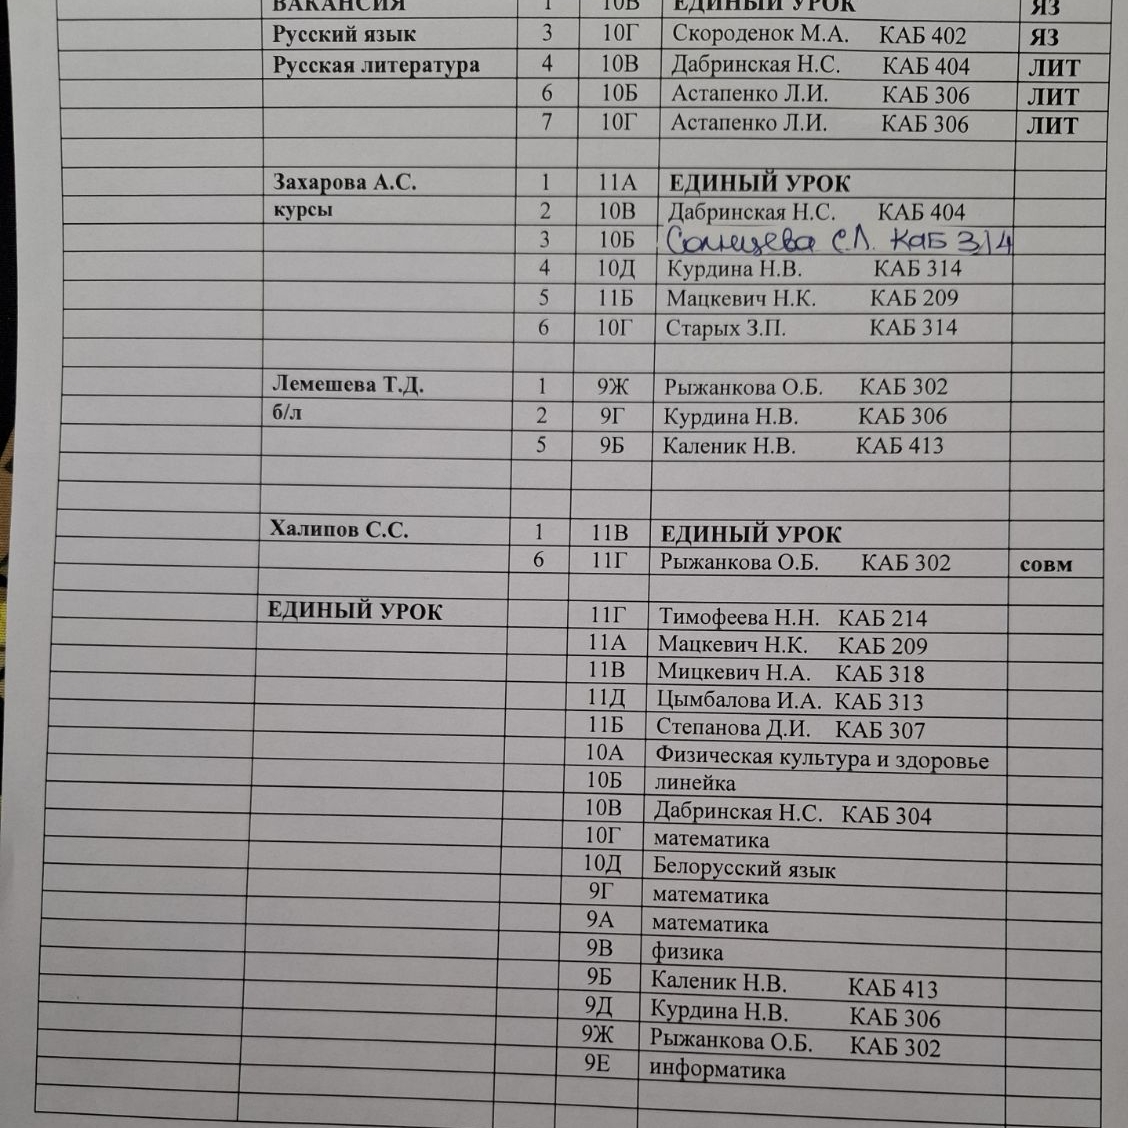 ВАКАНСИЯ 1 10В ЕДИНЫЙ УРОК ЯЗ
Русский язык 3 10Г Скороденок М.А. КАБ 402 ЯЗ
Русская литература 4 10В Дабринская Н.С. КАБ 404 ЛИТ
6 10Б Астапенко Л.И. КАБ 306 ЛИТ
7 10Г Астапенко Л.И. КАБ 306 ЛИТ
Захарова А.С. 1 11А ЕДИНЫЙ УРОК
курсы 2 10В Дабринская Н.С. КАБ 404
3 10Б Солнцева С.Л. КАБ 314
4 10Д Курдина Н.В. КАБ 314
5 11Б Мацкевич Н.К. КАБ 209
6 10Г Старых З.П. КАБ 314
Лемешева Т.Д. 1 9Ж Рыжанкова О.Б. КАБ 302
б/л 2 9Г Курдина Н.В. КАБ 306
5 9Б Каленик Н.В. КАБ 413
Халипов С.С. 1 11В ЕДИНЫЙ УРОК
6 11Г Рыжанкова О.Б. КАБ 302 совм
ЕДИНЫЙ УРОК 11Г Тимофеева Н.Н. КАБ 214
11А Мацкевич Н.К. КАБ 209
11В Мицкевич Н.А. КАБ 318
11Д Цымбалова И.А. КАБ 313
11Б Степанова Д.И. КАБ 307
10А Физическая культура и здоровье
10Б линейка
10В Дабринская Н.С. КАБ 304
10Г математика
10Д Белорусский язык
9Г математика
9А математика
9В физика
9Б Каленик Н.В. КАБ 413
9Д Курдина Н.В. КАБ 306
9Ж Рыжанкова О.Б. КАБ 302
9Е информатика